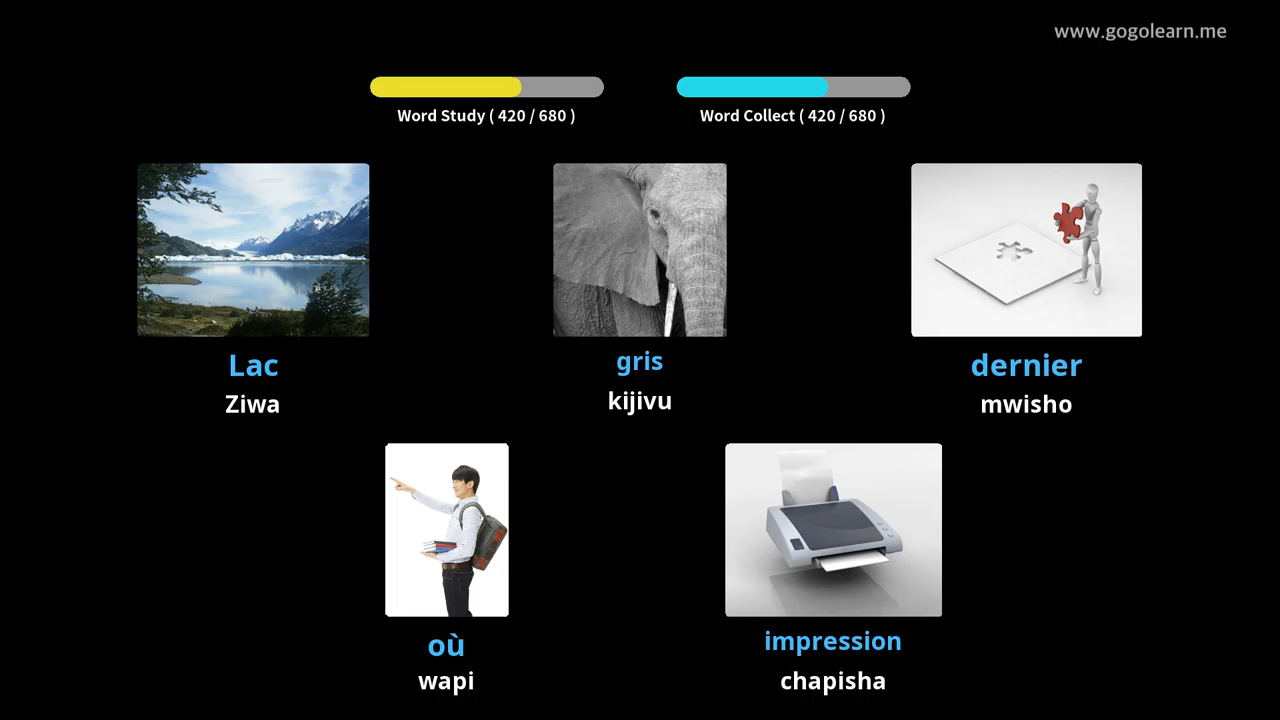 www.gogolearn.me
Word Study ( 420 / 680 )
Word Collect ( 420 / 680 )
Lac
Ziwa
gris
kijivu
dernier
mwisho
où
wapi
impression
chapisha